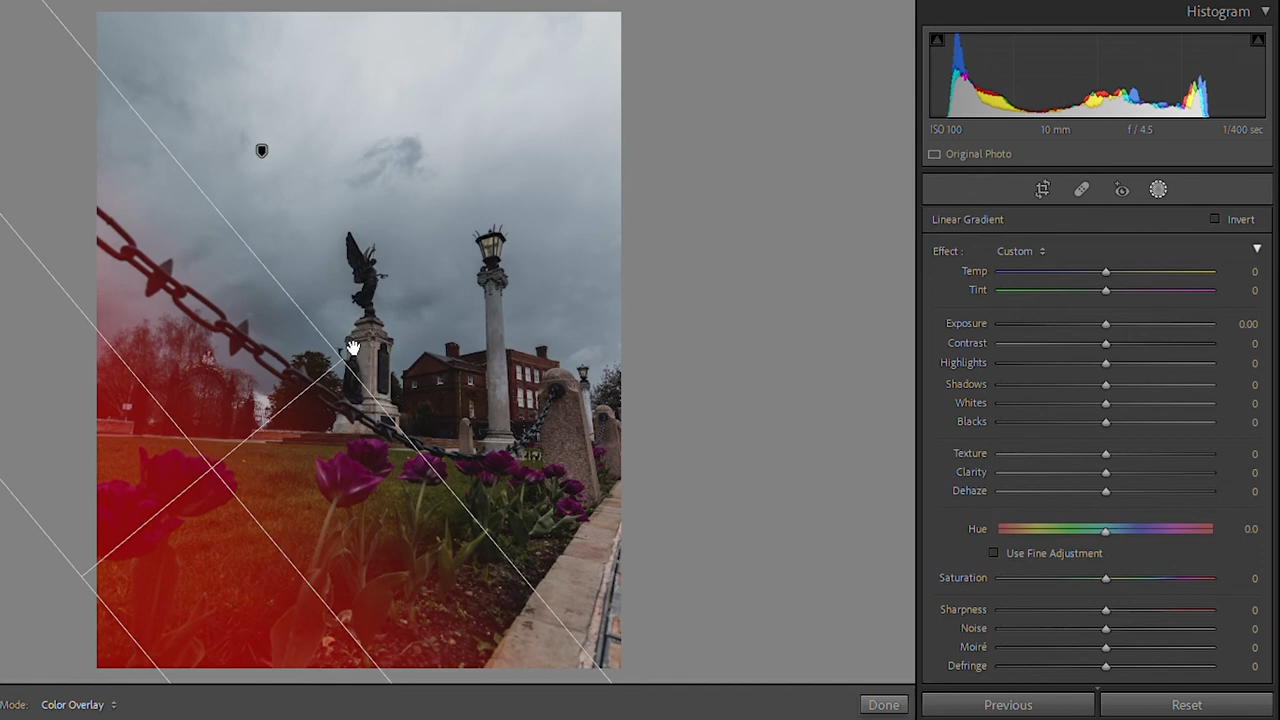 Histogram
ISO 100 10 mm f / 4.5 1/400 sec
Original Photo
Linear Gradient Invert
Effect : Custom
Temp 0
Tint 0
Exposure 0.00
Contrast 0
Highlights 0
Shadows 0
Whites 0
Blacks 0
Texture 0
Clarity 0
Dehaze 0
Hue 0.0
Use Fine Adjustment
Saturation 0
Sharpness 0
Noise 0
Moiré 0
Defringe 0
Mode: Color Overlay Done Previous Reset